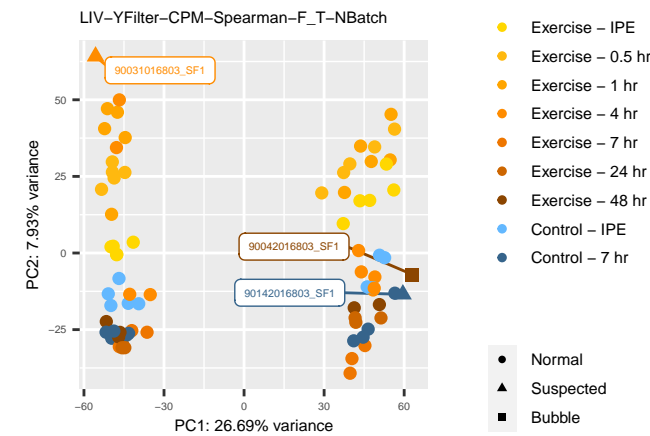 LIV−YFilter−CPM−Spearman−F_T−NBatch
90031016803_SF1
90042016803_SF1
90142016803_SF1
50
25
0
−25
−60
−30
0
30
60
PC2: 7.93% variance
PC1: 26.69% variance
Exercise − IPE
Exercise − 0.5 hr
Exercise − 1 hr
Exercise − 4 hr
Exercise − 7 hr
Exercise − 24 hr
Exercise − 48 hr
Control − IPE
Control − 7 hr
Normal
Suspected
Bubble